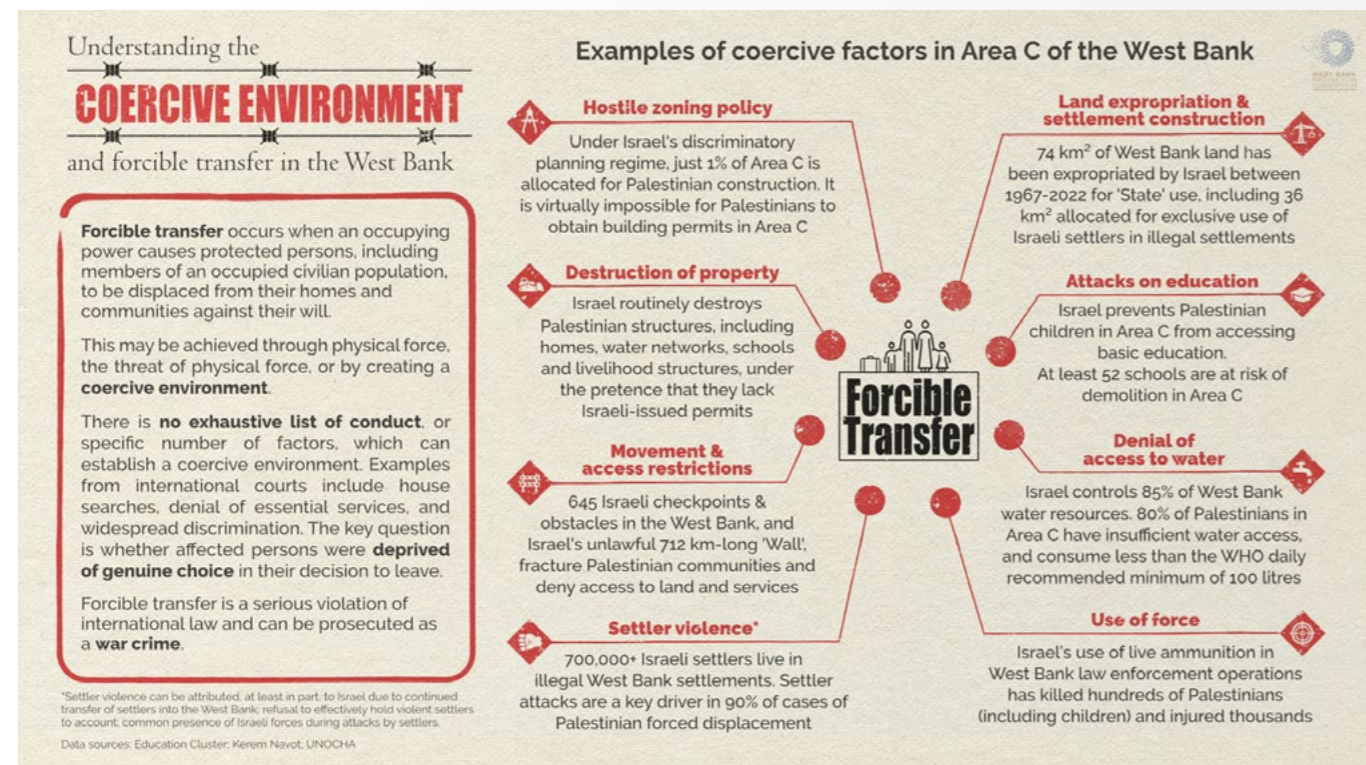 Understanding the
COERCIVE ENVIRONMENT
and forcible transfer in the West Bank
Forcible transfer occurs when an occupying
power causes protected persons, including
members of an occupied civilian population,
to be displaced from their homes and
communities against their will.
This may be achieved through physical force,
the threat of physical force, or by creating a
coercive environment.
There is no exhaustive list of conduct, or
specific number of factors, which can
establish a coercive environment. Examples
from international courts include house
searches, denial of essential services, and
widespread discrimination. The key question
is whether affected persons were deprived
of genuine choice in their decision to leave.
Forcible transfer is a serious violation of
international law and can be prosecuted as
a war crime.
*Settler violence can be attributed, at least in part, to Israel due to continued
transfer of settlers into the West Bank; refusal to effectively hold violent settlers
to account; common presence of Israeli forces during attacks by settlers.
Data sources: Education Cluster; Kerem Navot; UNOCHA
Examples of coercive factors in Area C of the West Bank
Hostile zoning policy
Under Israel's discriminatory
planning regime, just 1% of Area C is
allocated for Palestinian construction. It
is virtually impossible for Palestinians to
obtain building permits in Area C
Destruction of property
Israel routinely destroys
Palestinian structures, including
homes, water networks, schools
and livelihood structures, under
the pretence that they lack
Israeli-issued permits
Movement &
access restrictions
645 Israeli checkpoints &
obstacles in the West Bank, and
Israel's unlawful 712 km-long 'Wall',
fracture Palestinian communities and
deny access to land and services
Settler violence*
700,000+ Israeli settlers live in
illegal West Bank settlements. Settler
attacks are a key driver in 90% of cases of
Palestinian forced displacement
Forcible
Transfer
Land expropriation &
settlement construction
74 km² of West Bank land has
been expropriated by Israel between
1967-2022 for 'State' use, including 36
km² allocated for exclusive use of
Israeli settlers in illegal settlements
Attacks on education
Israel prevents Palestinian
children in Area C from accessing
basic education.
At least 52 schools are at risk of
demolition in Area C
Denial of
access to water
Israel controls 85% of West Bank
water resources. 80% of Palestinians in
Area C have insufficient water access,
and consume less than the WHO daily
recommended minimum of 100 litres
Use of force
Israel's use of live ammunition in
West Bank law enforcement operations
has killed hundreds of Palestinians
(including children) and injured thousands
WEST BANK